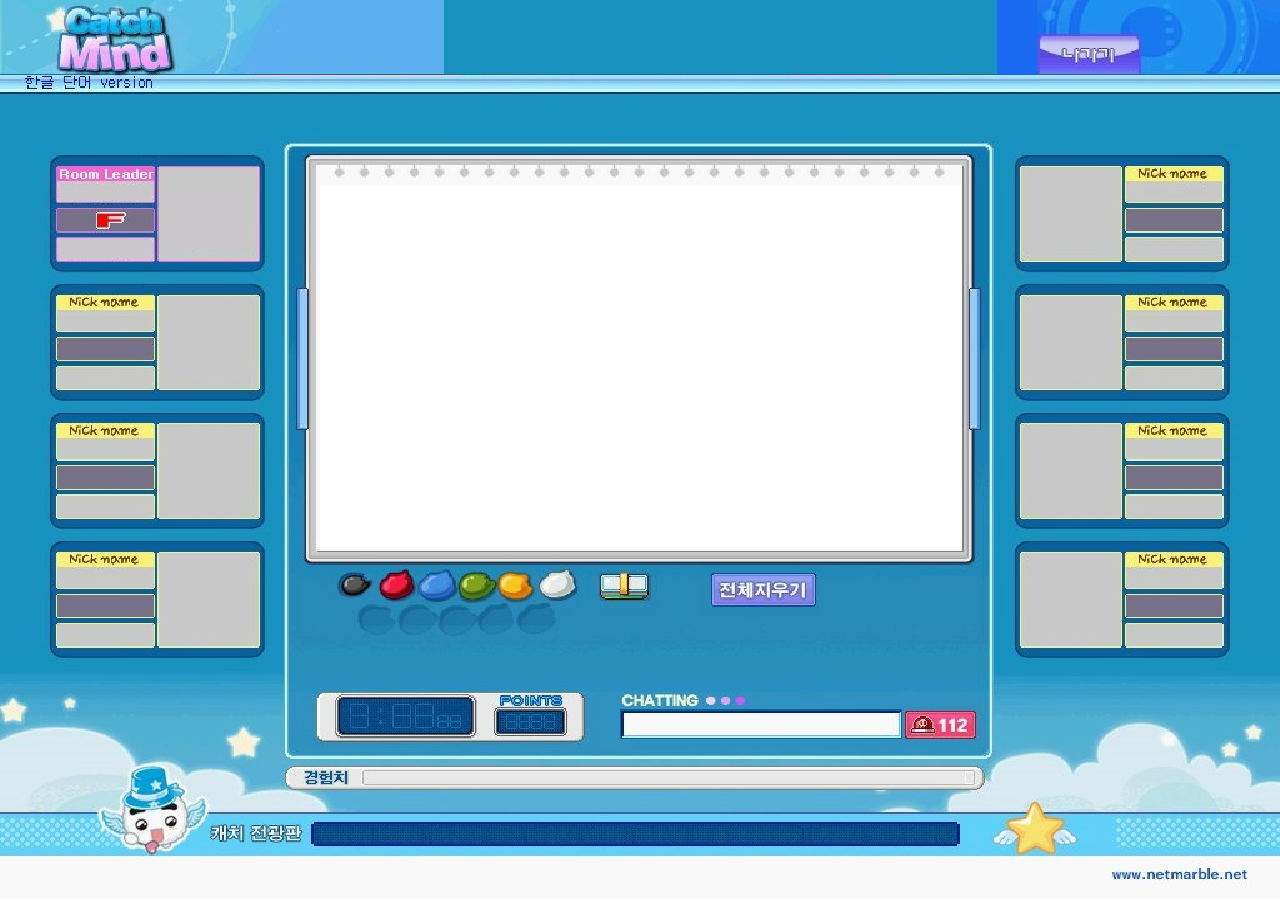 Catch
Mind
나가기
한글 단어 version
Room Leader
Nick name
Nick name
Nick name
Nick name
Nick name
Nick name
Nick name
전체지우기
POINTS
CHATTING
112
경험치
캐치 전광판
www.netmarble.net